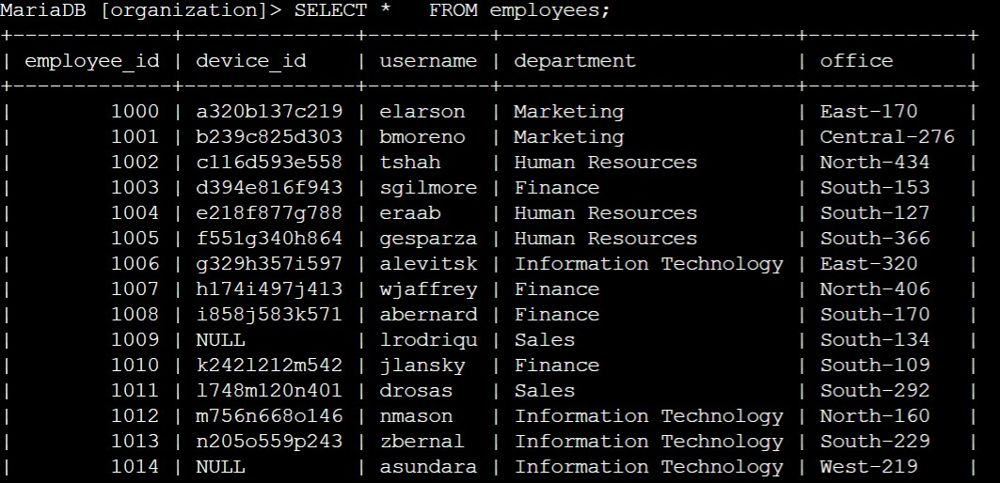 MariaDB [organization]> SELECT *   FROM employees;
+-------------+--------------+----------+------------------------+-------------+
| employee_id | device_id    | username | department             | office      |
+-------------+--------------+----------+------------------------+-------------+
|        1000 | a320b137c219 | elarson  | Marketing              | East-170    |
|        1001 | b239c825d303 | bmoreno  | Marketing              | Central-276 |
|        1002 | c116d593e558 | tshah    | Human Resources        | North-434   |
|        1003 | d394e816f943 | sgilmore | Finance                | South-153   |
|        1004 | e218f877g788 | eraab    | Human Resources        | South-127   |
|        1005 | f551g340h864 | gesparza | Human Resources        | South-366   |
|        1006 | g329h357i597 | alevitsk | Information Technology | East-320    |
|        1007 | h174i497j413 | wjaffrey | Finance                | North-406   |
|        1008 | i858j583k571 | abernard | Finance                | South-170   |
|        1009 | NULL         | lrodriqu | Sales                  | South-134   |
|        1010 | k242l212m542 | jlansky  | Finance                | South-109   |
|        1011 | l748m120n401 | drosas   | Sales                  | South-292   |
|        1012 | m756n668o146 | nmason   | Information Technology | North-160   |
|        1013 | n205o559p243 | zbernal  | Information Technology | South-229   |
|        1014 | NULL         | asundara | Information Technology | West-219    |